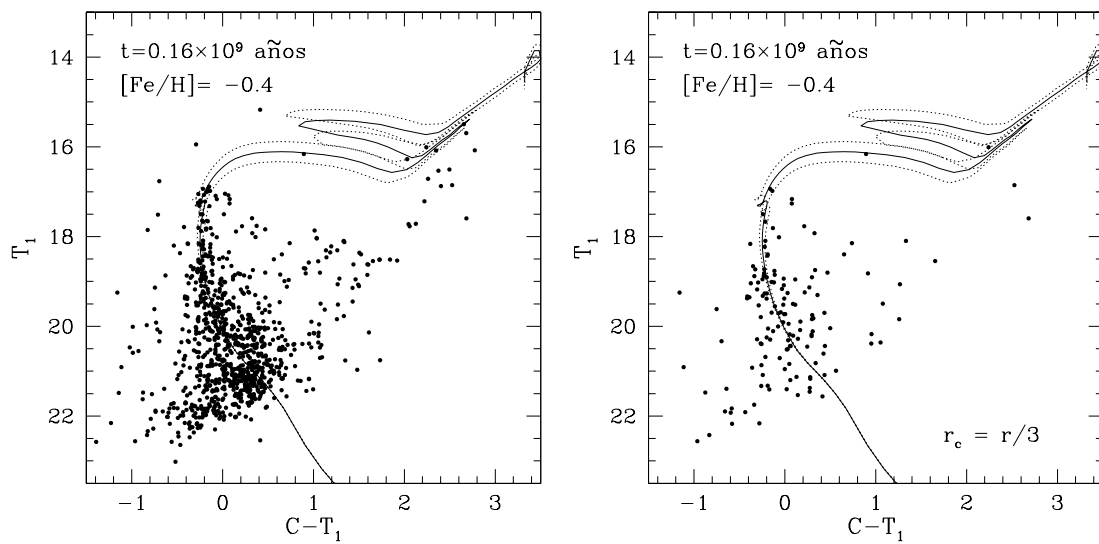 t=0.16×10⁹ años
[Fe/H]= −0.4
14
16
18
20
22
T₁
−1
0
1
2
3
C−T₁
t=0.16×10⁹ años
[Fe/H]= −0.4
14
16
18
20
22
T₁
r_c = r/3
−1
0
1
2
3
C−T₁